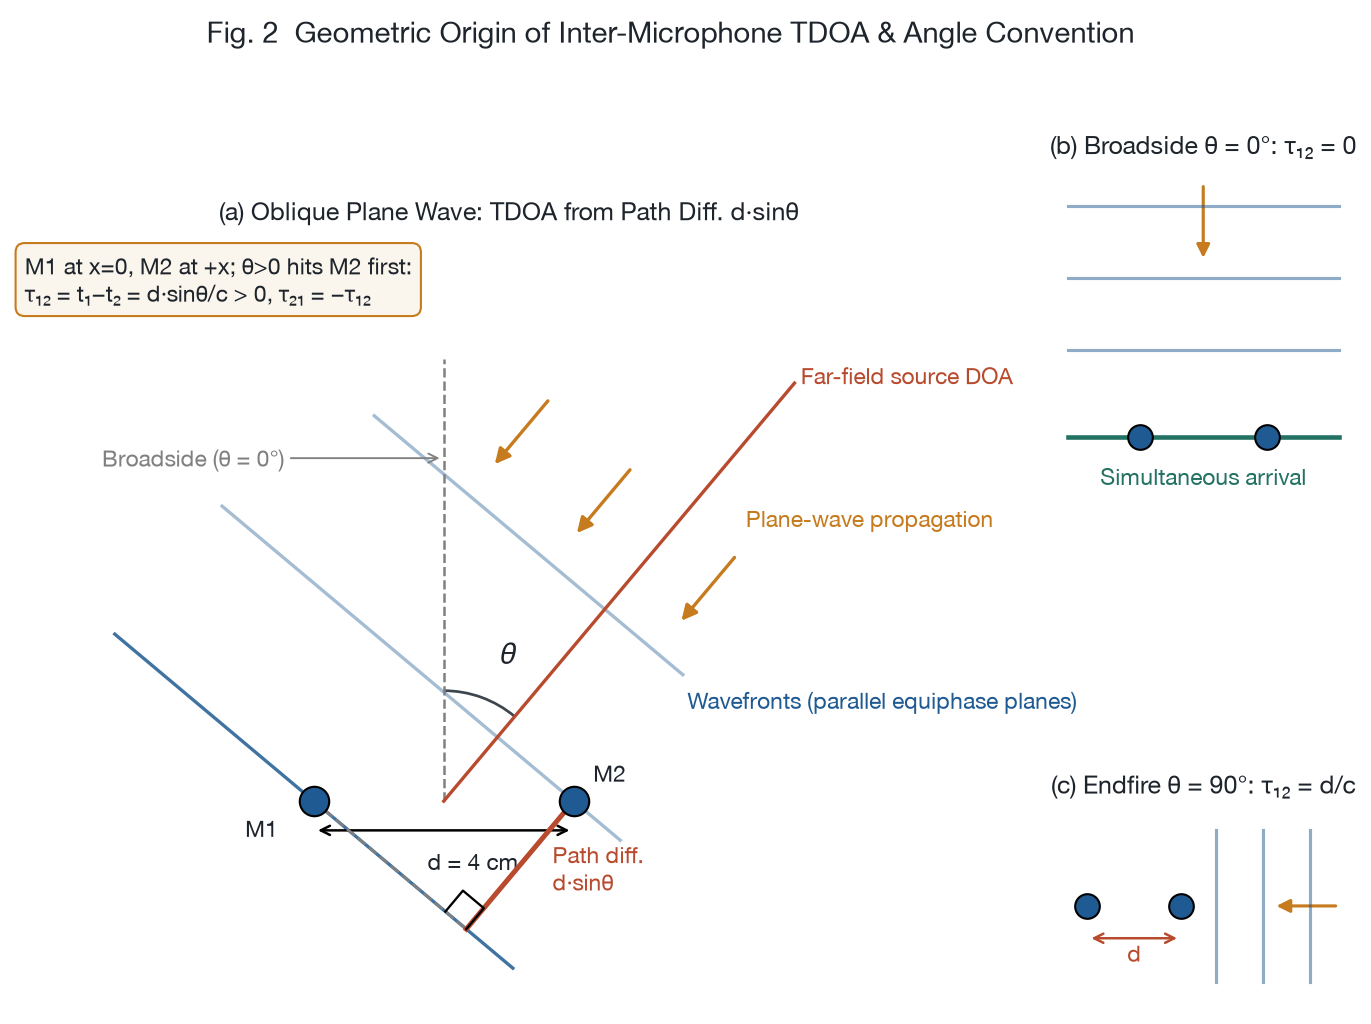 Fig. 2  Geometric Origin of Inter-Microphone TDOA & Angle Convention
(a) Oblique Plane Wave: TDOA from Path Diff. d·sinθ
M1 at x=0, M2 at +x; θ>0 hits M2 first:
τ₁₂ = t₁−t₂ = d·sinθ/c > 0, τ₂₁ = −τ₁₂
Broadside (θ = 0°)
Far-field source DOA
Plane-wave propagation
θ
Wavefronts (parallel equiphase planes)
M2
M1
d = 4 cm
Path diff.
d·sinθ
(b) Broadside θ = 0°: τ₁₂ = 0
Simultaneous arrival
(c) Endfire θ = 90°: τ₁₂ = d/c
d